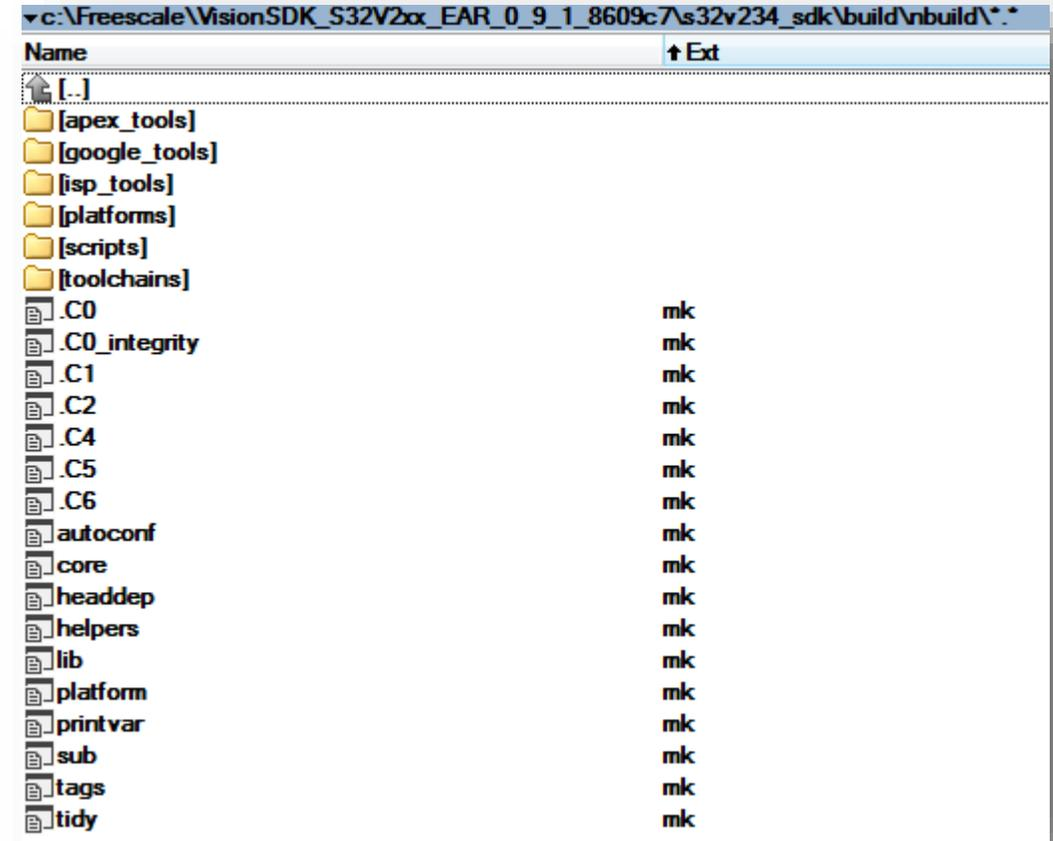 c:\Freescale\VisionSDK_S32V2xx_EAR_0_9_1_8609c7\s32v234_sdk\build\nbuild\*.*
Name Ext
[..]
[apex_tools]
[google_tools]
[isp_tools]
[platforms]
[scripts]
[toolchains]
.C0 mk
.C0_integrity mk
.C1 mk
.C2 mk
.C4 mk
.C5 mk
.C6 mk
autoconf mk
core mk
headdep mk
helpers mk
lib mk
platform mk
printvar mk
sub mk
tags mk
tidy mk